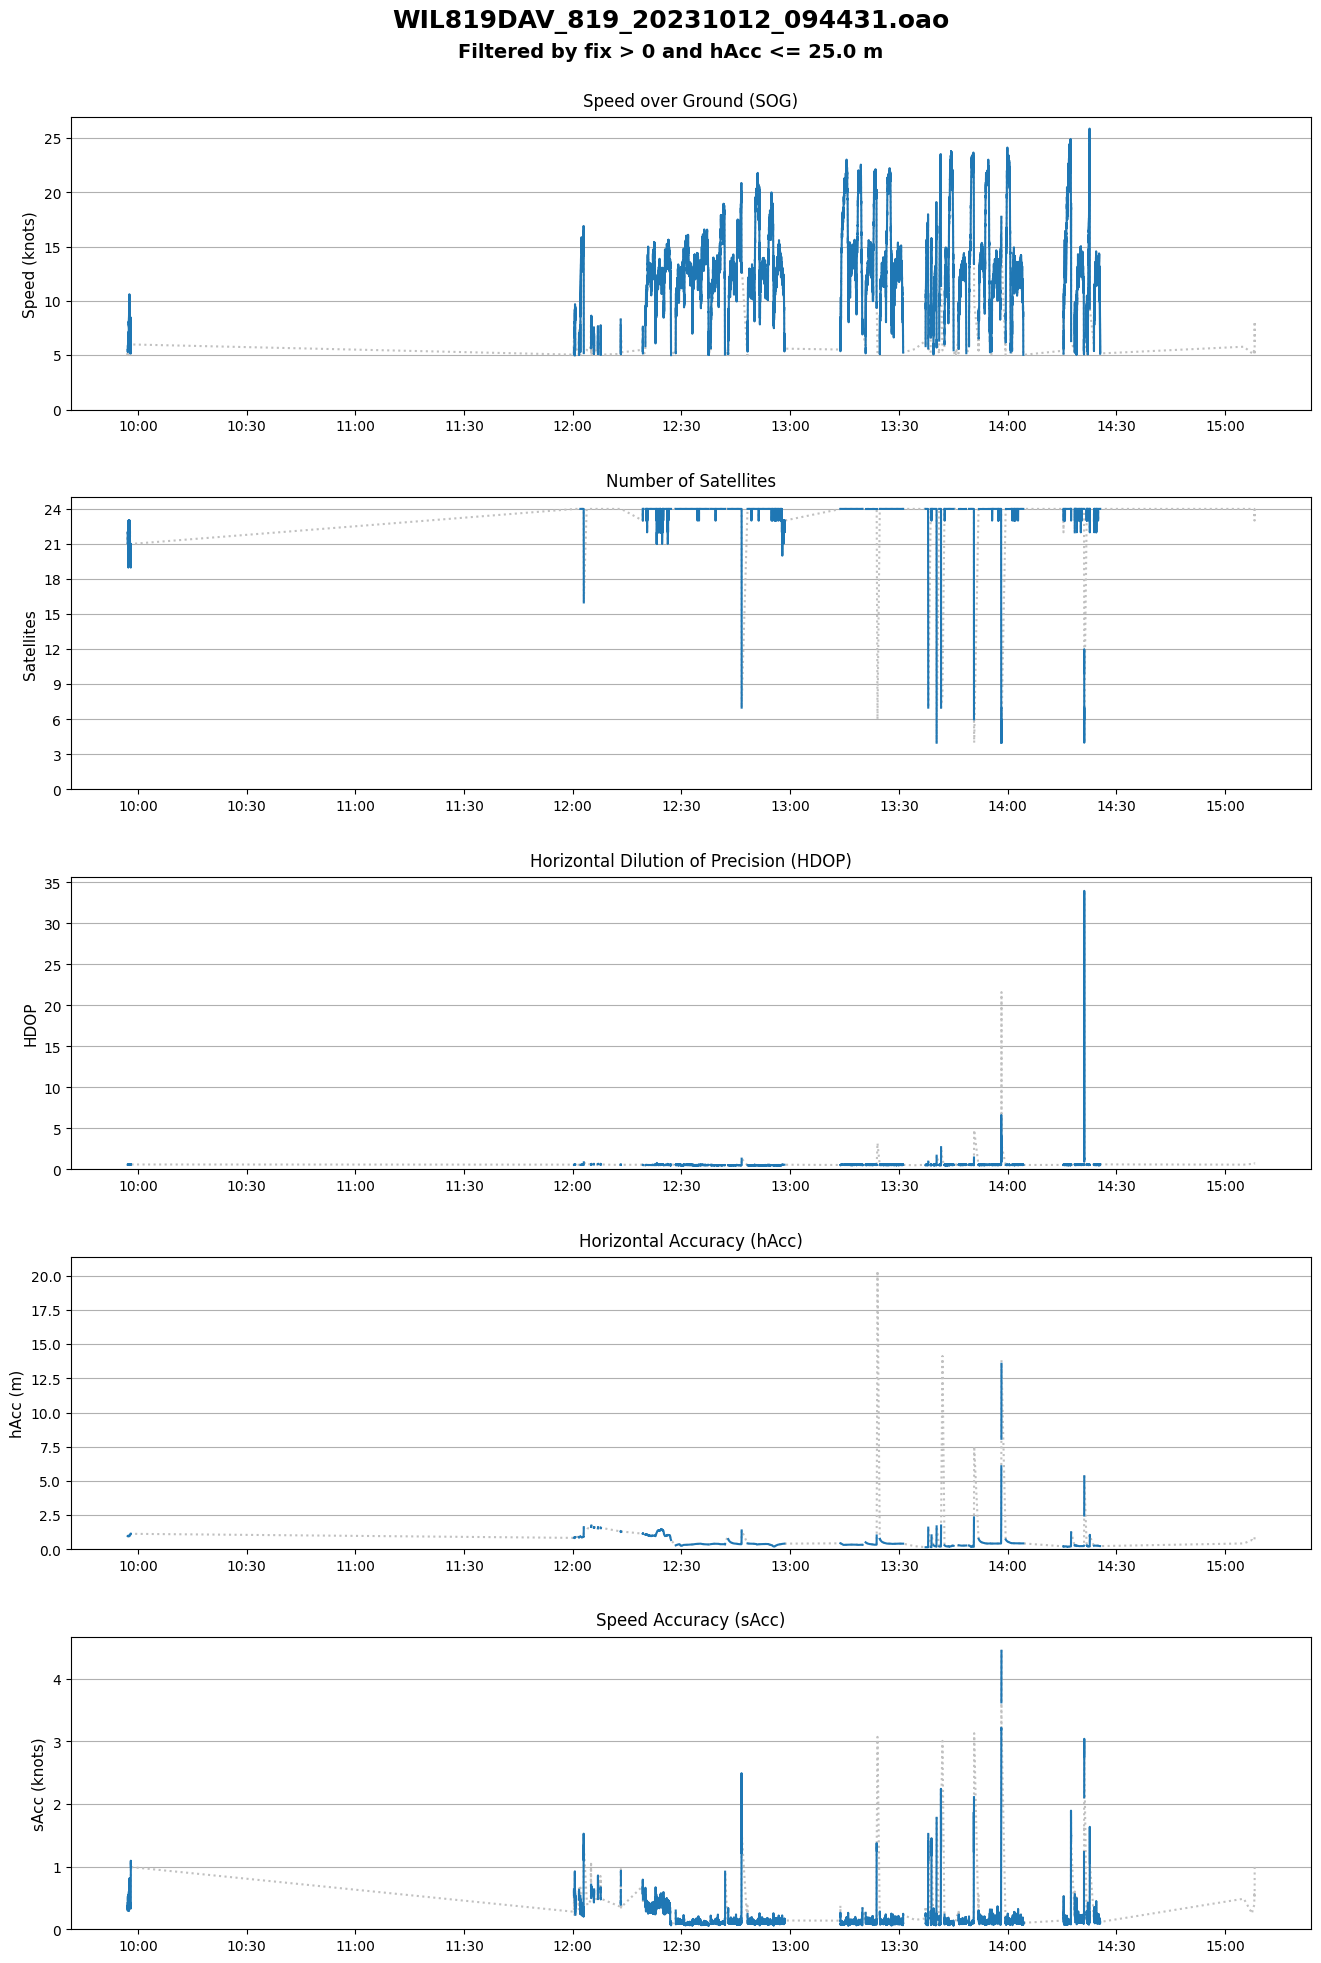 WIL819DAV_819_20231012_094431.oao
Filtered by fix > 0 and hAcc <= 25.0 m
Speed over Ground (SOG)
Speed (knots)
25
20
15
10
5
0
10:00 10:30 11:00 11:30 12:00 12:30 13:00 13:30 14:00 14:30 15:00
Number of Satellites
Satellites
24
21
18
15
12
9
6
3
0
10:00 10:30 11:00 11:30 12:00 12:30 13:00 13:30 14:00 14:30 15:00
Horizontal Dilution of Precision (HDOP)
HDOP
35
30
25
20
15
10
5
0
10:00 10:30 11:00 11:30 12:00 12:30 13:00 13:30 14:00 14:30 15:00
Horizontal Accuracy (hAcc)
hAcc (m)
20.0
17.5
15.0
12.5
10.0
7.5
5.0
2.5
0.0
10:00 10:30 11:00 11:30 12:00 12:30 13:00 13:30 14:00 14:30 15:00
Speed Accuracy (sAcc)
sAcc (knots)
4
3
2
1
0
10:00 10:30 11:00 11:30 12:00 12:30 13:00 13:30 14:00 14:30 15:00